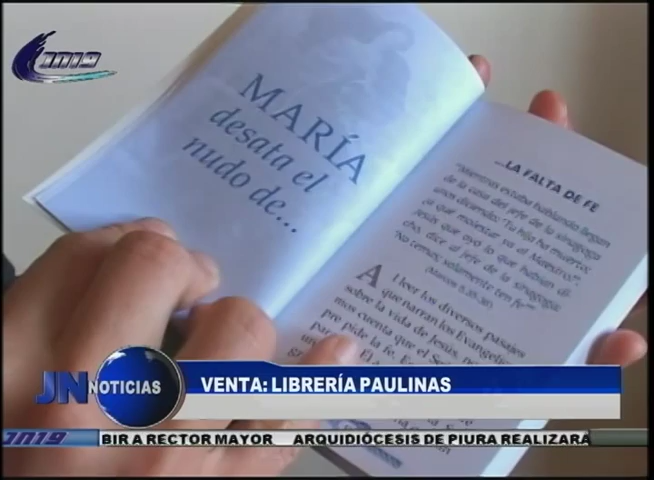 JN19
MARÍA
desata el
nudo de...
...LA FALTA DE FE
"Mientras estaba hablando llegan
de la casa del jefe de la sinagoga
unos diciendo: 'Tu hija ha muerto;
¿a qué molestar ya al Maestro?'.
Jesús que oyó lo que habían di-
cho, dice al jefe de la sinagoga:
'No temas; solamente ten fe'"
(Marcos 5,35-36).
Al leer los diversos pasajes
que narran los Evangelios
sobre la vida de Jesús,
mos cuenta que el
pre pide la fe.
JN NOTICIAS
VENTA: LIBRERÍA PAULINAS
JN19 BIR A RECTOR MAYOR ARQUIDIÓCESIS DE PIURA REALIZARÁ